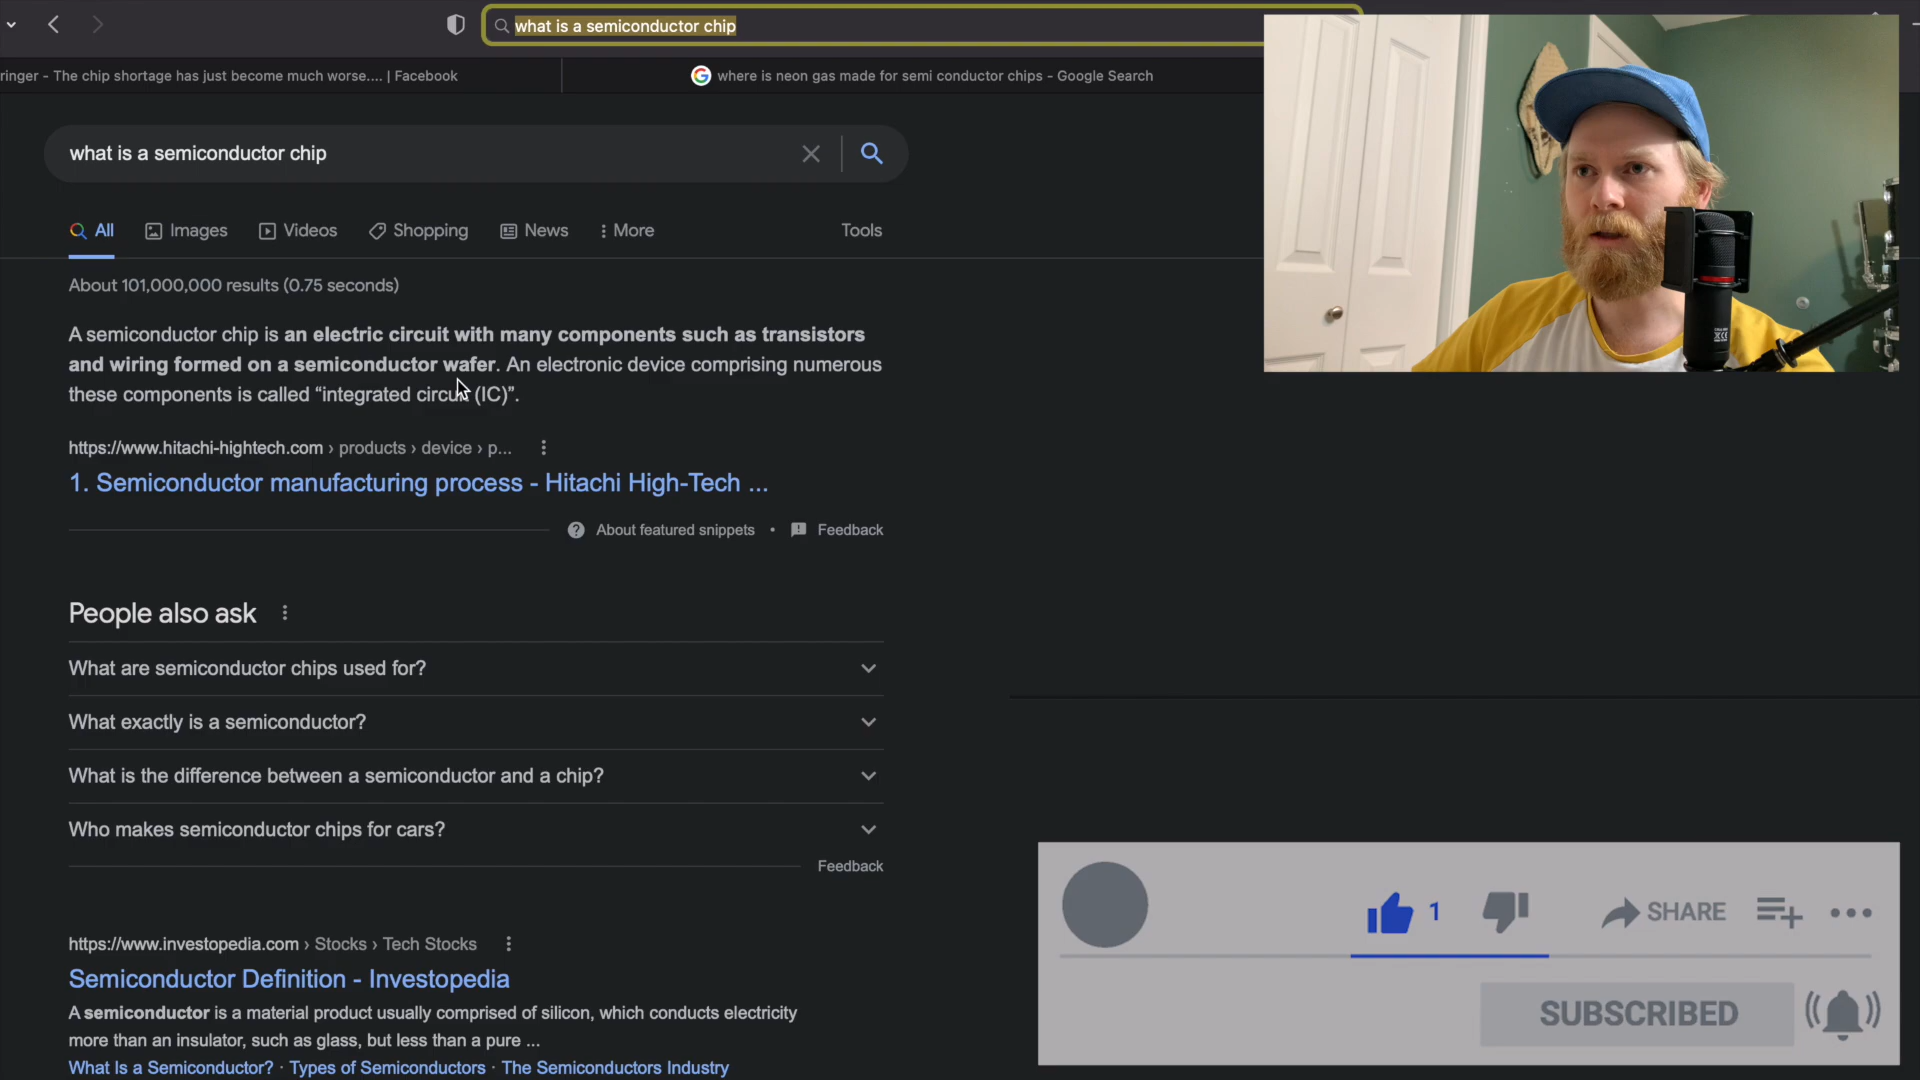 what is a semiconductor chip
ringer - The chip shortage has just become much worse.... | Facebook
where is neon gas made for semi conductor chips - Google Search
what is a semiconductor chip
All
Images
Videos
Shopping
News
More
Tools
About 101,000,000 results (0.75 seconds)
A semiconductor chip is an electric circuit with many components such as transistors
and wiring formed on a semiconductor wafer. An electronic device comprising numerous
these components is called “integrated circuit (IC)”.
https://www.hitachi-hightech.com › products › device › p...
1. Semiconductor manufacturing process - Hitachi High-Tech ...
About featured snippets • Feedback
People also ask
What are semiconductor chips used for?
What exactly is a semiconductor?
What is the difference between a semiconductor and a chip?
Who makes semiconductor chips for cars?
Feedback
https://www.investopedia.com › Stocks › Tech Stocks
Semiconductor Definition - Investopedia
A semiconductor is a material product usually comprised of silicon, which conducts electricity
more than an insulator, such as glass, but less than a pure ...
What Is a Semiconductor? · Types of Semiconductors · The Semiconductors Industry
1
SHARE
SUBSCRIBED